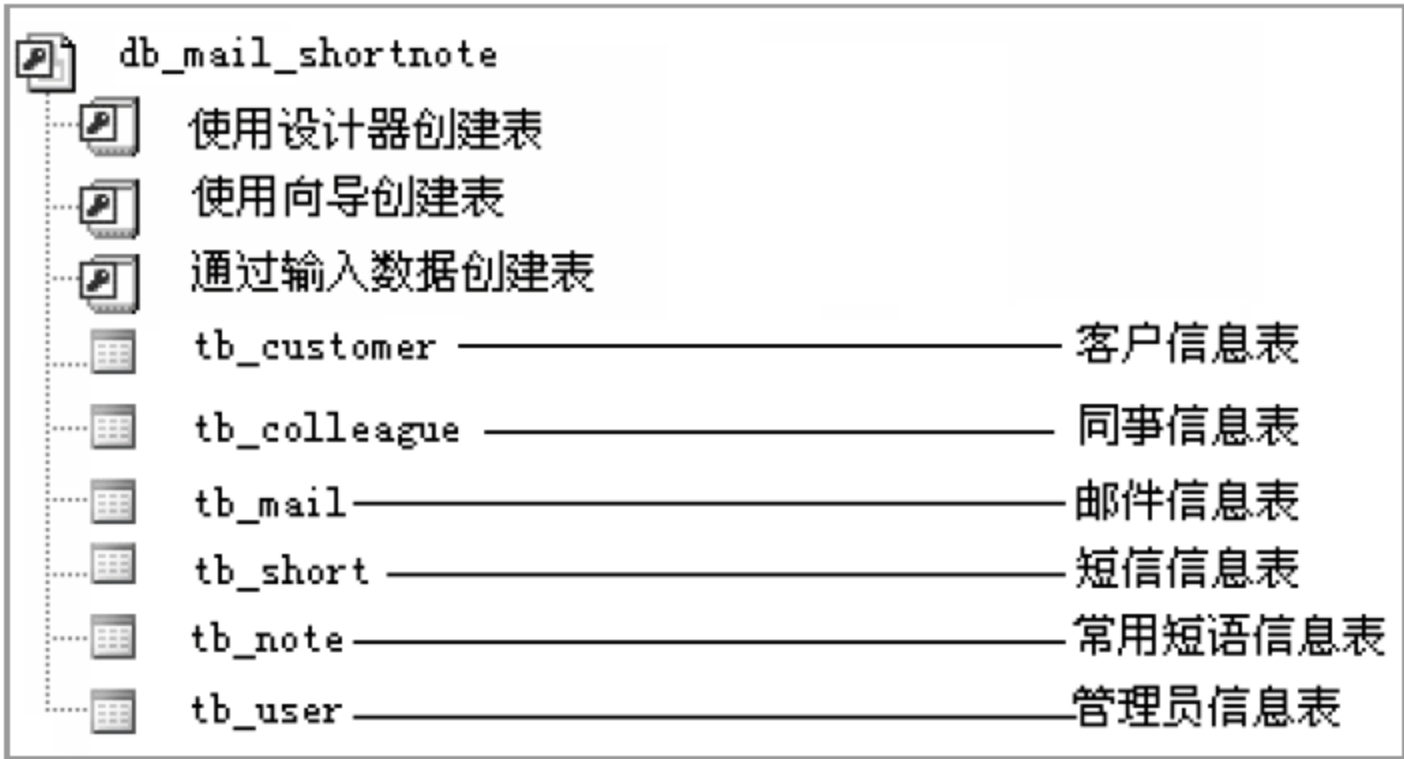 db_mail_shortnote
使用设计器创建表
使用向导创建表
通过输入数据创建表
tb_customer 客户信息表
tb_colleague 同事信息表
tb_mail 邮件信息表
tb_short 短信信息表
tb_note 常用短语信息表
tb_user 管理员信息表